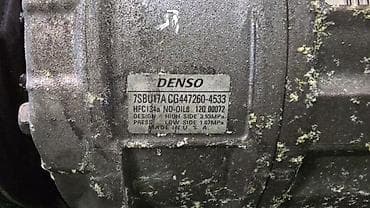 DENSO
7SBU17A CG447260-4533
HFC134a ND-OIL8 120 00072
DESIGN HIGH SIDE 3.53MPa
PRESS. LOW SIDE 1.67MPa
MADE IN U.S.A.